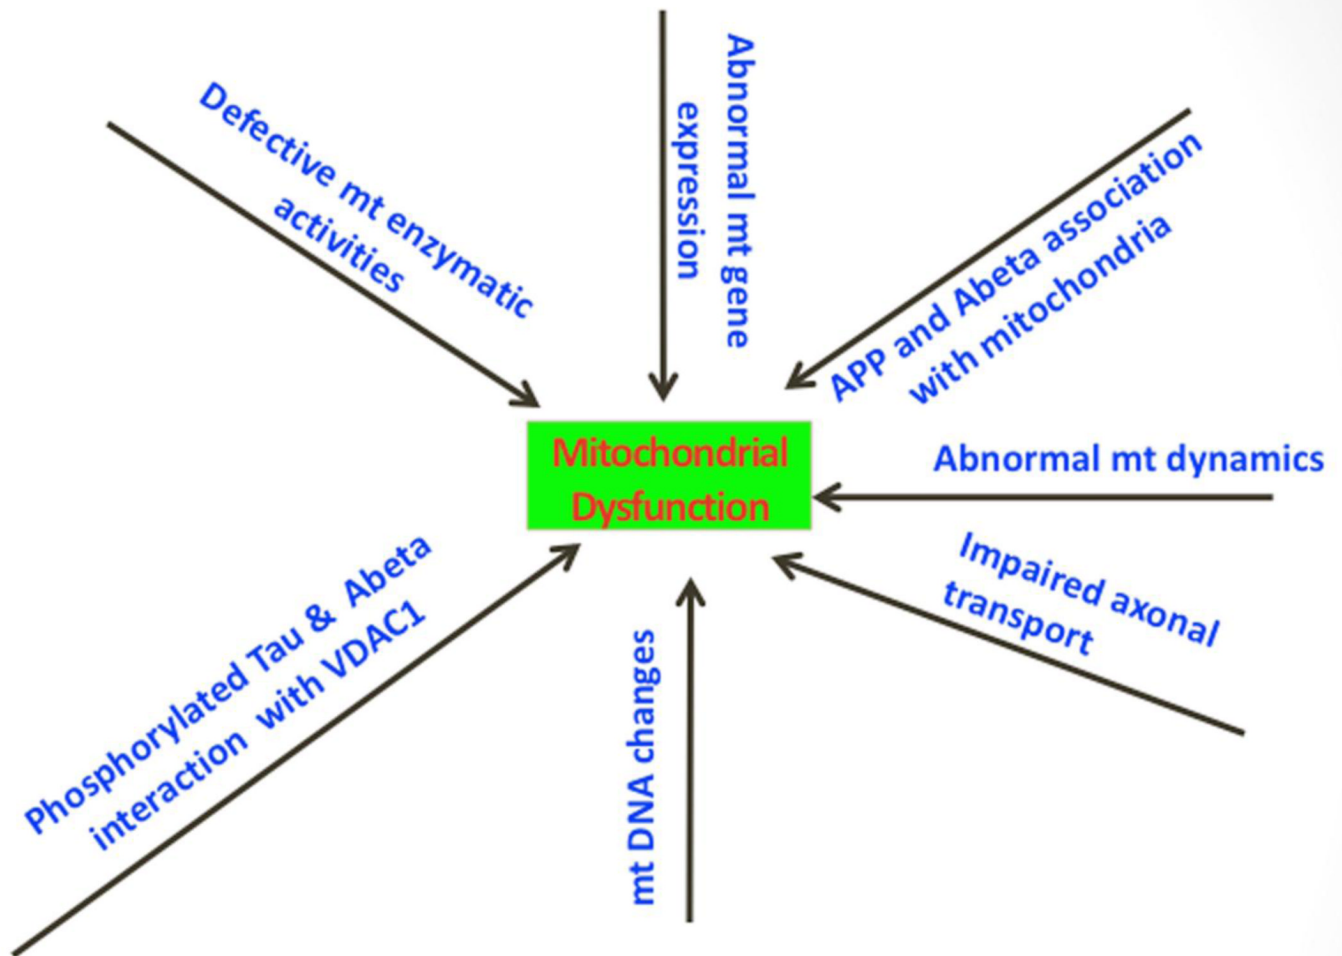 Defective mt enzymatic
activities
Abnormal mt gene
expression
APP and Abeta association
with mitochondria
Mitochondrial
Dysfunction
Abnormal mt dynamics
Impaired axonal
transport
mt DNA changes
Phosphorylated Tau & Abeta
interaction with VDAC1